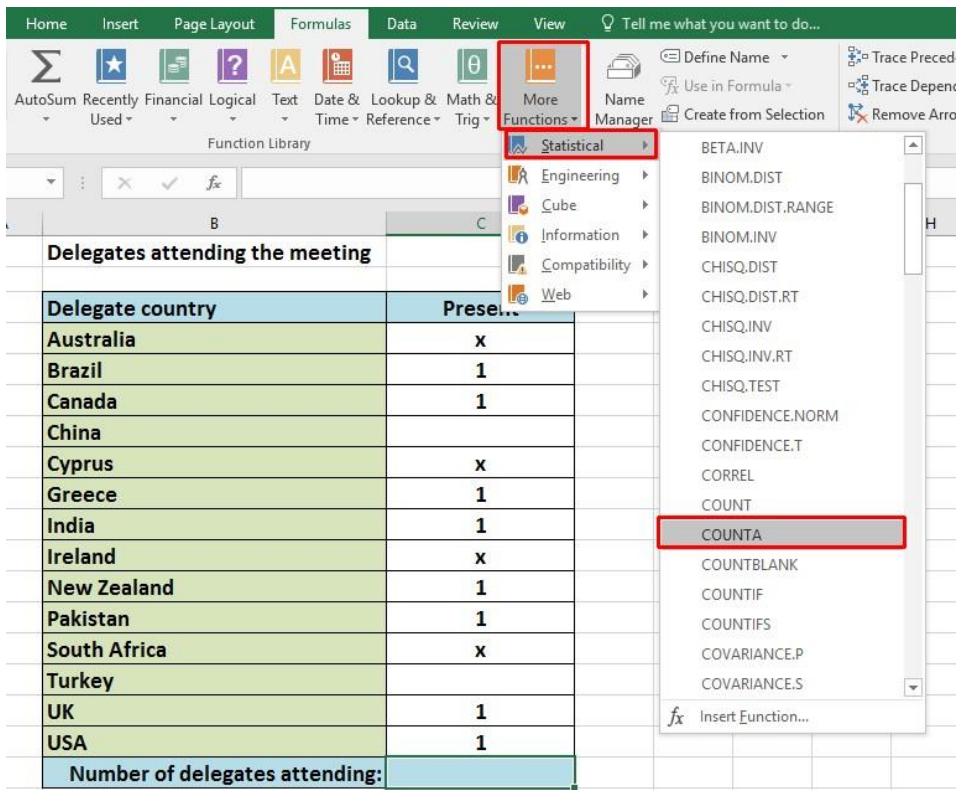 Home Insert Page Layout Formulas Data Review View Tell me what you want to do...
AutoSum Recently Used Financial Logical Text Date & Time Lookup & Reference Math & Trig More Functions Name Manager
Define Name
Use in Formula
Create from Selection
Trace Preced
Trace Depend
Remove Arro
Function Library
fx
B C H
Statistical
Engineering
Cube
Information
Compatibility
Web
BETA.INV
BINOM.DIST
BINOM.DIST.RANGE
BINOM.INV
CHISQ.DIST
CHISQ.DIST.RT
CHISQ.INV
CHISQ.INV.RT
CHISQ.TEST
CONFIDENCE.NORM
CONFIDENCE.T
CORREL
COUNT
COUNTA
COUNTBLANK
COUNTIF
COUNTIFS
COVARIANCE.P
COVARIANCE.S
fx Insert Function...
Delegates attending the meeting
Delegate country Present
Australia x
Brazil 1
Canada 1
China
Cyprus x
Greece 1
India 1
Ireland x
New Zealand 1
Pakistan 1
South Africa x
Turkey
UK 1
USA 1
Number of delegates attending: